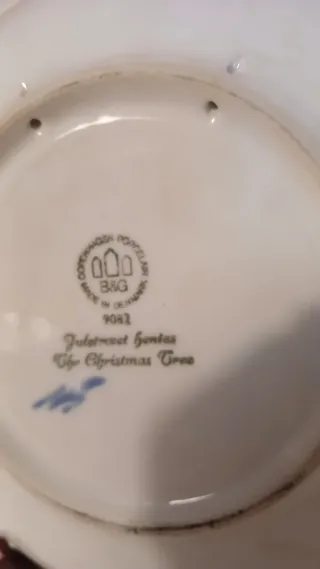 COPENHAGEN PORCELAIN
B&G
MADE IN DENMARK
9082
Juletræet hentes
The Christmas Tree